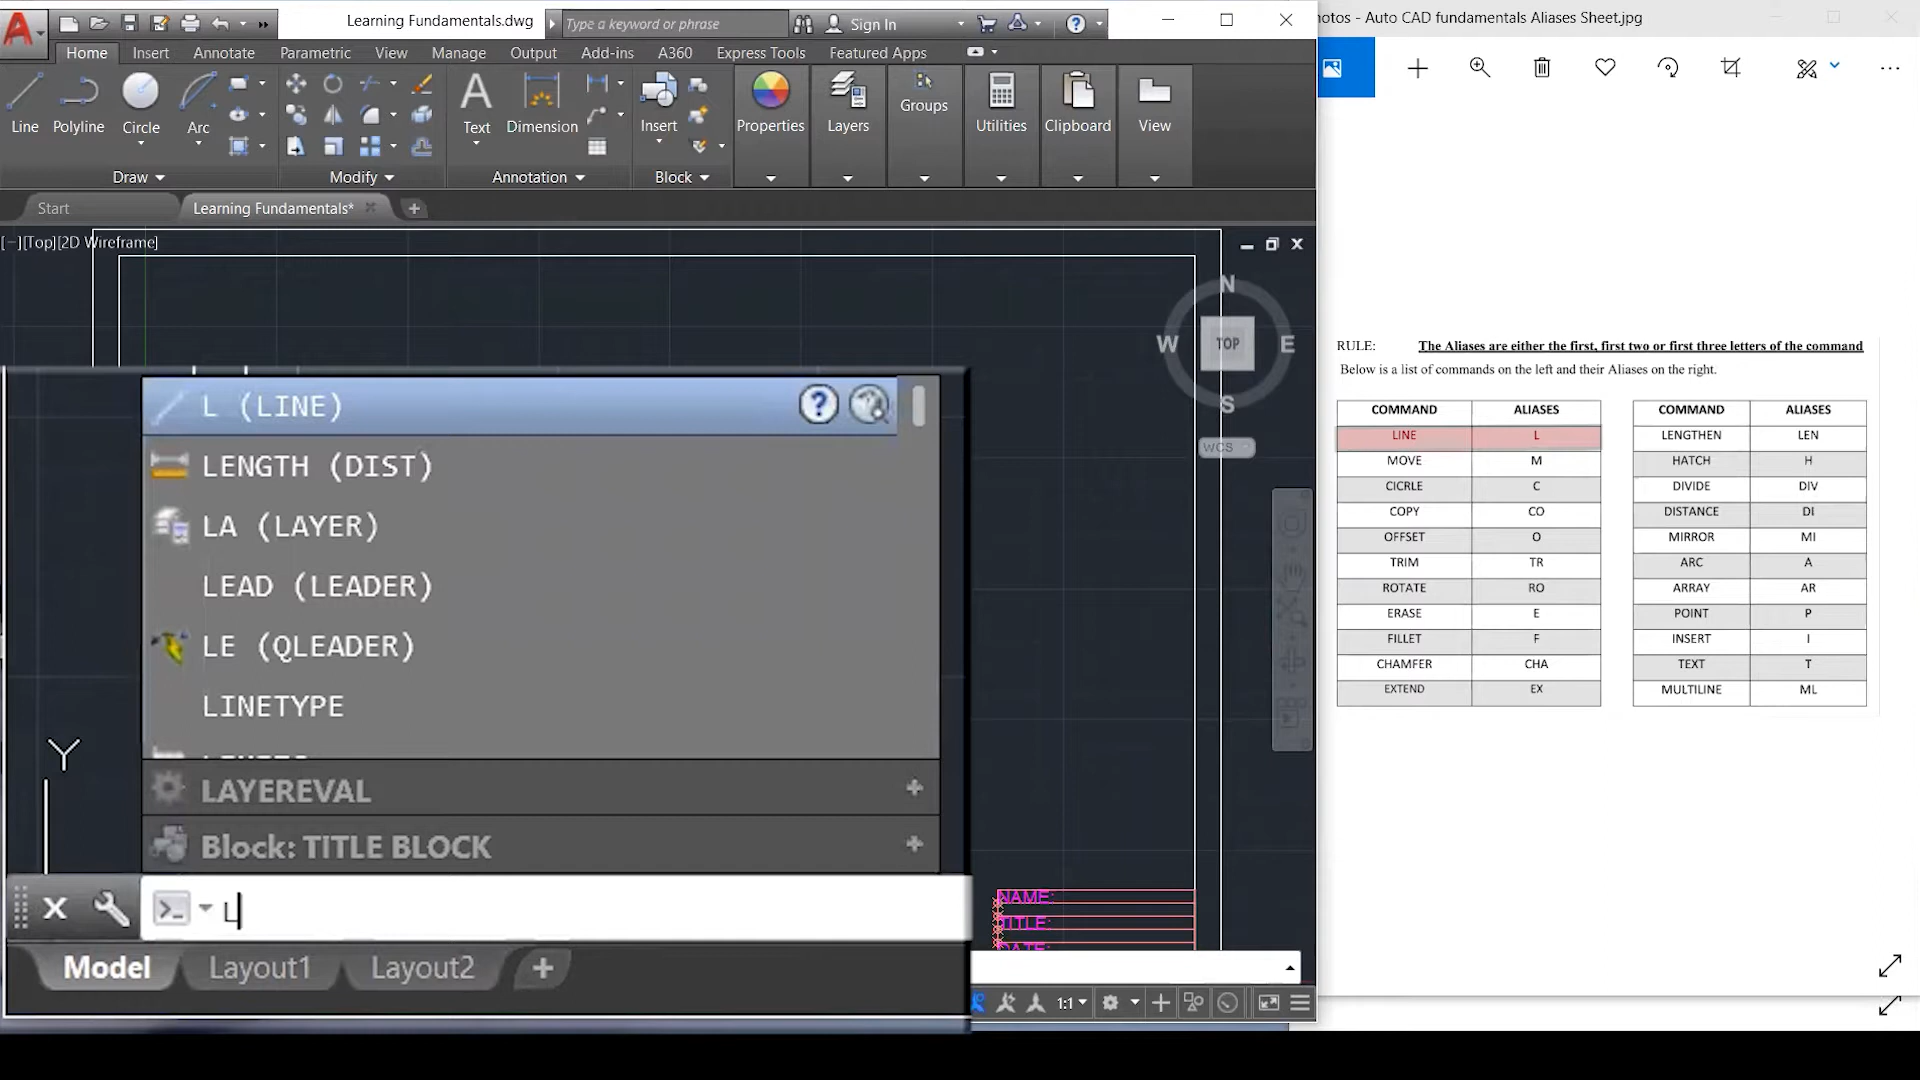 Learning Fundamentals.dwg
Type a keyword or phrase
Sign In
Home Insert Annotate Parametric View Manage Output Add-ins A360 Express Tools Featured Apps
Line Polyline Circle Arc
Text Dimension Insert
Properties Layers Groups Utilities Clipboard View
Draw Modify Annotation Block
Start Learning Fundamentals*
[−][Top][2D Wireframe]
N
W TOP E
S
WCS
L (LINE)
LENGTH (DIST)
LA (LAYER)
LEAD (LEADER)
LE (QLEADER)
LINETYPE
LAYEREVAL
Block: TITLE BLOCK
Y
L
NAME:
TITLE:
DATE:
Model Layout1 Layout2
1:1
hotos - Auto CAD fundamentals Aliases Sheet.jpg
RULE: The Aliases are either the first, first two or first three letters of the command
Below is a list of commands on the left and their Aliases on the right.
COMMAND ALIASES COMMAND ALIASES
LINE L LENGTHEN LEN
MOVE M HATCH H
CICRLE C DIVIDE DIV
COPY CO DISTANCE DI
OFFSET O MIRROR MI
TRIM TR ARC A
ROTATE RO ARRAY AR
ERASE E POINT P
FILLET F INSERT I
CHAMFER CHA TEXT T
EXTEND EX MULTILINE ML